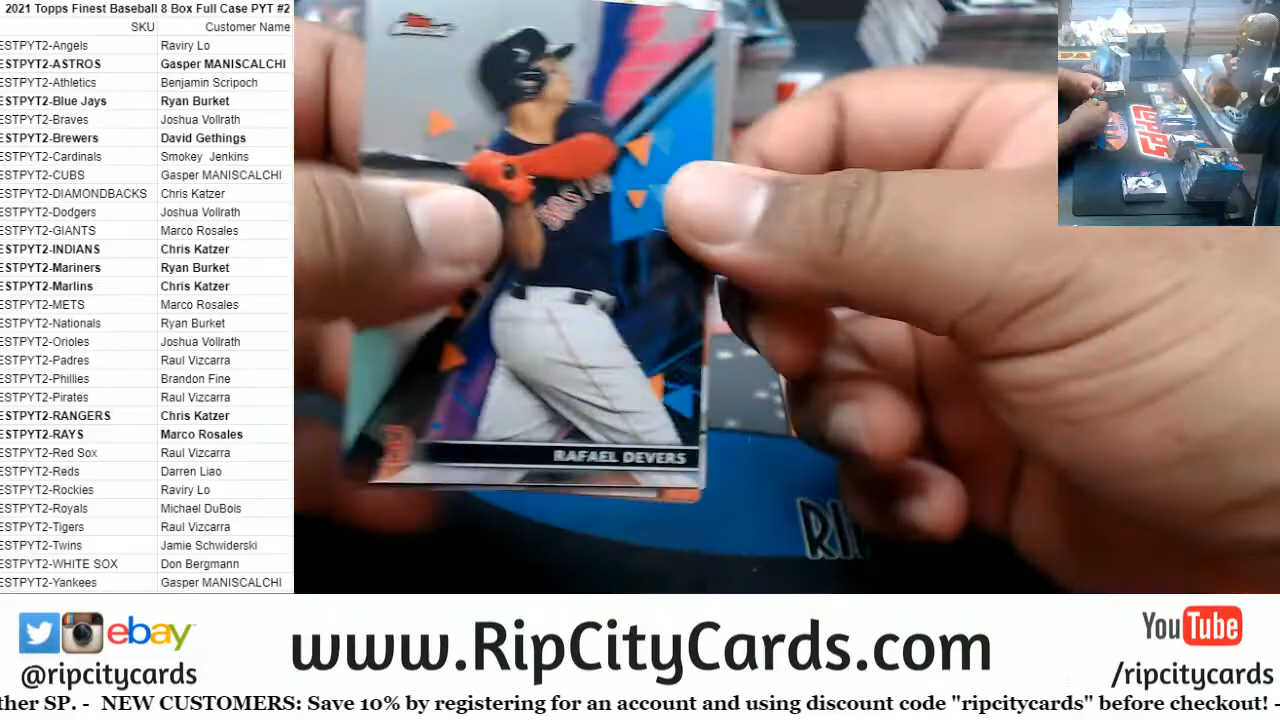 2021 Topps Finest Baseball 8 Box Full Case PYT #2
SKU Customer Name
ESTPYT2-Angels Raviry Lo
ESTPYT2-ASTROS Gasper MANISCALCHI
ESTPYT2-Athletics Benjamin Scripoch
ESTPYT2-Blue Jays Ryan Burket
ESTPYT2-Braves Joshua Vollrath
ESTPYT2-Brewers David Gethings
ESTPYT2-Cardinals Smokey Jenkins
ESTPYT2-CUBS Gasper MANISCALCHI
ESTPYT2-DIAMONDBACKS Chris Katzer
ESTPYT2-Dodgers Joshua Vollrath
ESTPYT2-GIANTS Marco Rosales
ESTPYT2-INDIANS Chris Katzer
ESTPYT2-Mariners Ryan Burket
ESTPYT2-Marlins Chris Katzer
ESTPYT2-METS Marco Rosales
ESTPYT2-Nationals Ryan Burket
ESTPYT2-Orioles Joshua Vollrath
ESTPYT2-Padres Raul Vizcarra
ESTPYT2-Phillies Brandon Fine
ESTPYT2-Pirates Raul Vizcarra
ESTPYT2-RANGERS Chris Katzer
ESTPYT2-RAYS Marco Rosales
ESTPYT2-Red Sox Raul Vizcarra
ESTPYT2-Reds Darren Liao
ESTPYT2-Rockies Raviry Lo
ESTPYT2-Royals Michael DuBois
ESTPYT2-Tigers Raul Vizcarra
ESTPYT2-Twins Jamie Schwiderski
ESTPYT2-WHITE SOX Don Bergmann
ESTPYT2-Yankees Gasper MANISCALCHI
BOSTON
B
RAFAEL DEVERS
RI
TOPPS
ebay
@ripcitycards
www.RipCityCards.com
YouTube
/ripcitycards
ther SP. - NEW CUSTOMERS: Save 10% by registering for an account and using discount code "ripcitycards" before checkout! -